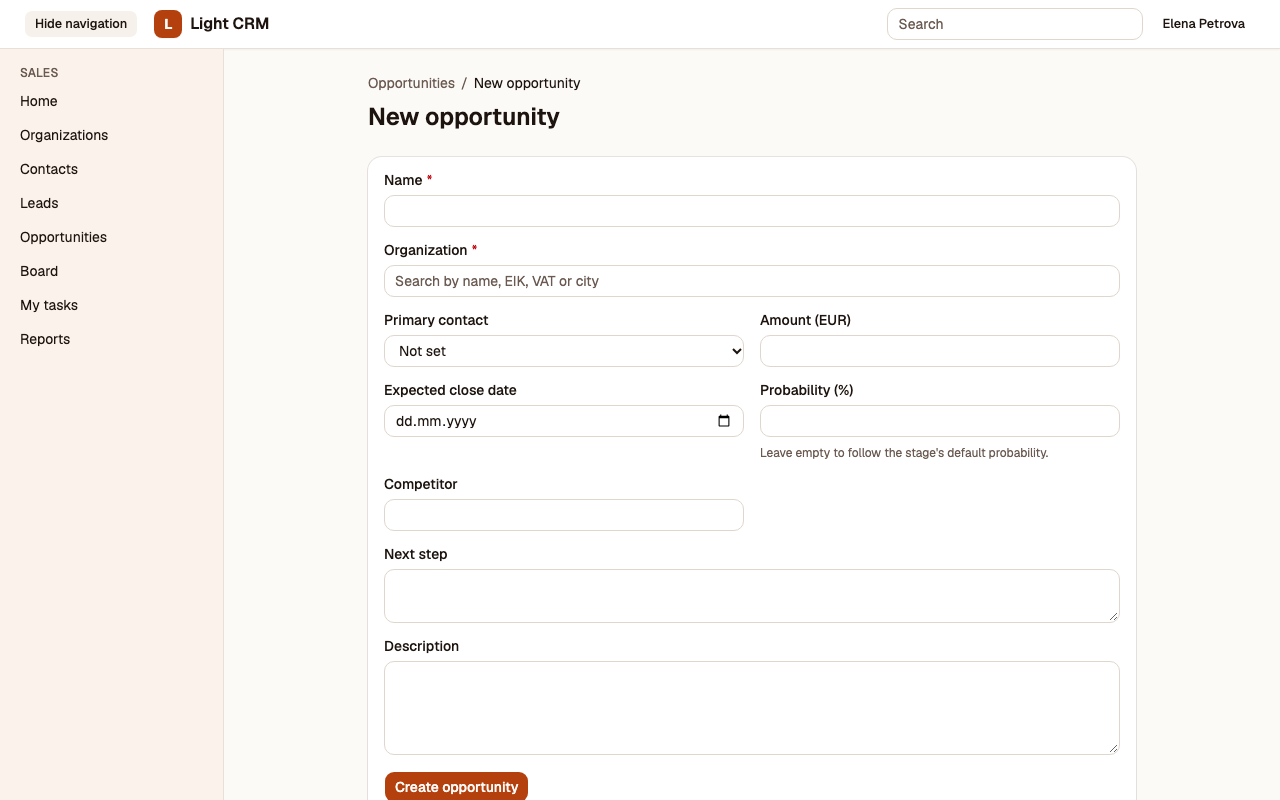 Hide navigation
L
Light CRM
Search
Elena Petrova
SALES
Home
Organizations
Contacts
Leads
Opportunities
Board
My tasks
Reports
Opportunities / New opportunity
New opportunity
Name *
Organization *
Search by name, EIK, VAT or city
Primary contact
Amount (EUR)
Not set
Expected close date
Probability (%)
dd.mm.yyyy
Leave empty to follow the stage's default probability.
Competitor
Next step
Description
Create opportunity